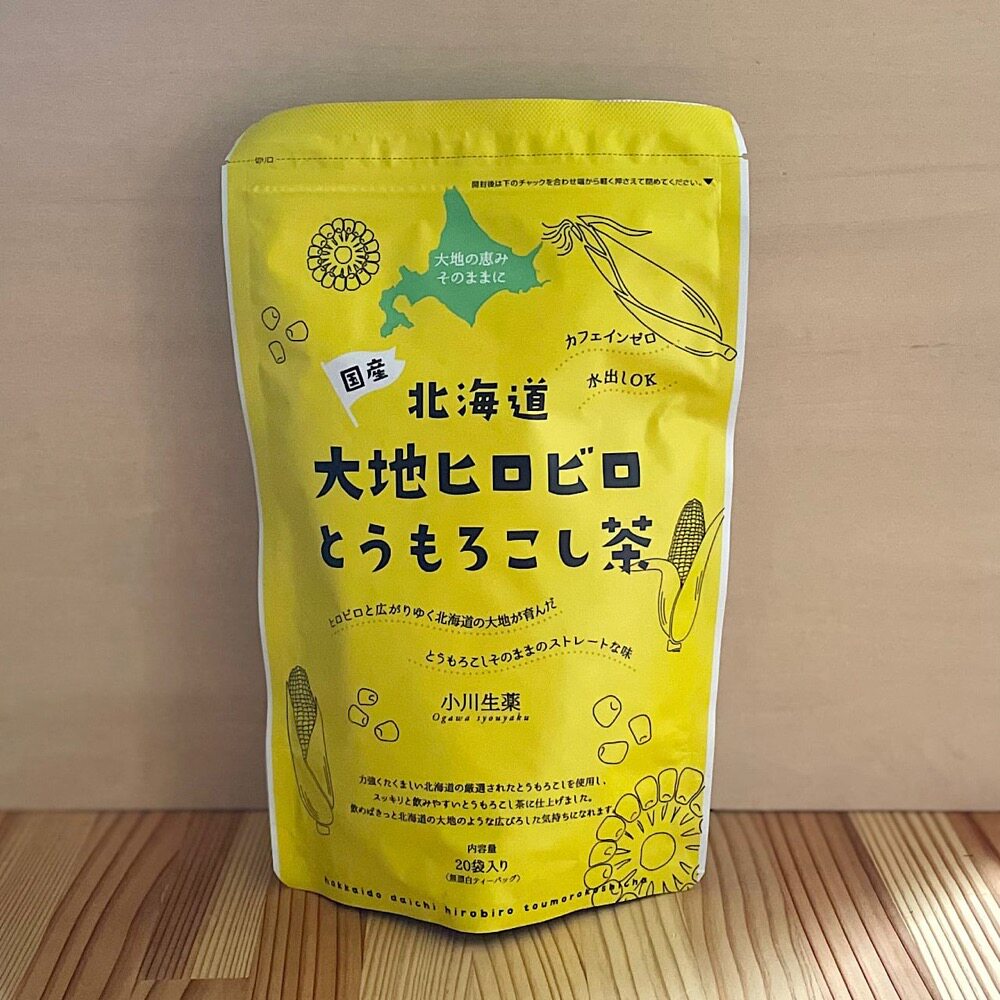 切り口
開封後は下のチャックを合わせ端から軽く押さえて閉めてください。▼
大地の恵み
そのままに
カフェインゼロ
水出しOK
国産
北海道
大地ヒロビロ
とうもろこし茶
ヒロビロと広がりゆく北海道の大地が育んだ
とうもろこしそのままのストレートな味
小川生薬
Ogawa syouyaku
力強くたくましい北海道の厳選されたとうもろこしを使用し、
スッキリと飲みやすいとうもろこし茶に仕上げました。
飲めばきっと北海道の大地のような広びろした気持ちになれます。
内容量
20袋入り
(無漂白ティーバッグ)
hokkaido daichi hirobiro toumorokoshicha